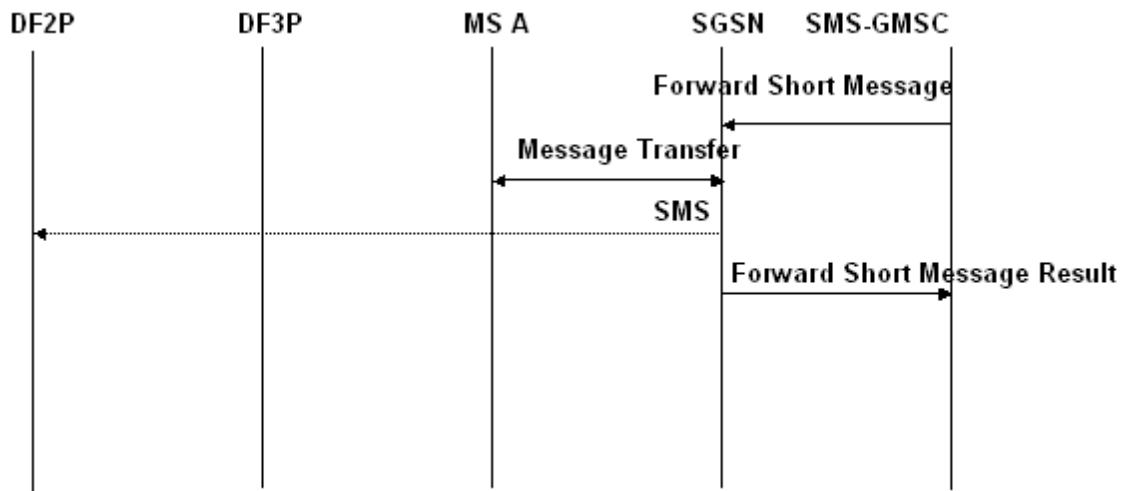 DF2P DF3P MS A SGSN SMS-GMSC
Forward Short Message
Message Transfer
SMS
Forward Short Message Result